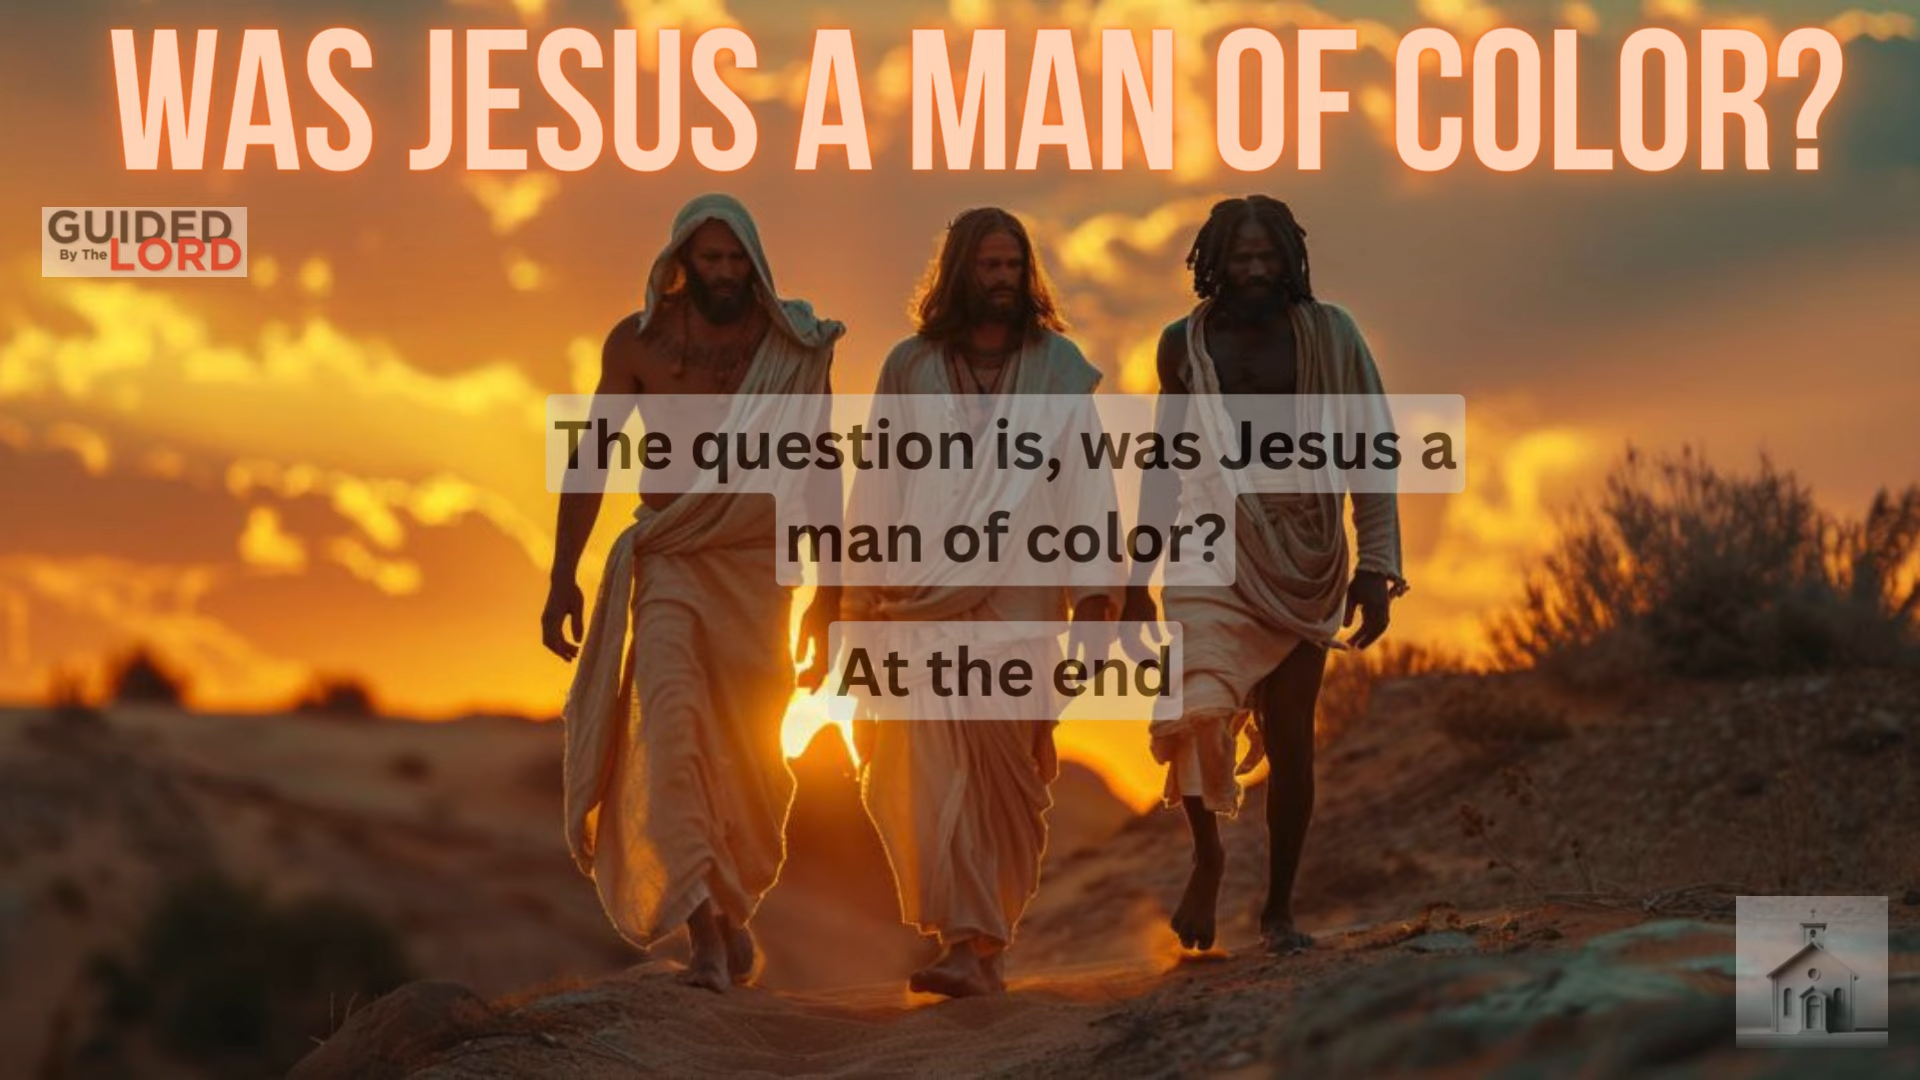 WAS JESUS A MAN OF COLOR?
GUIDED
By The LORD
The question is, was Jesus a
man of color?
At the end